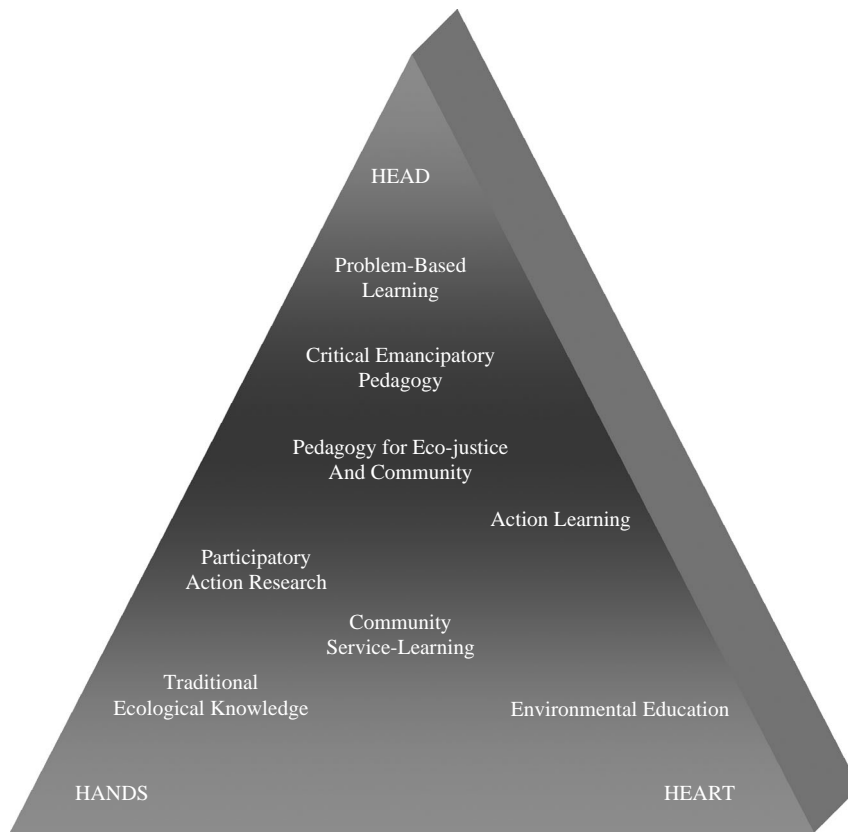 HEAD
Problem-Based
Learning
Critical Emancipatory
Pedagogy
Pedagogy for Eco-justice
And Community
Action Learning
Participatory
Action Research
Community
Service-Learning
Traditional
Ecological Knowledge
Environmental Education
HANDS
HEART